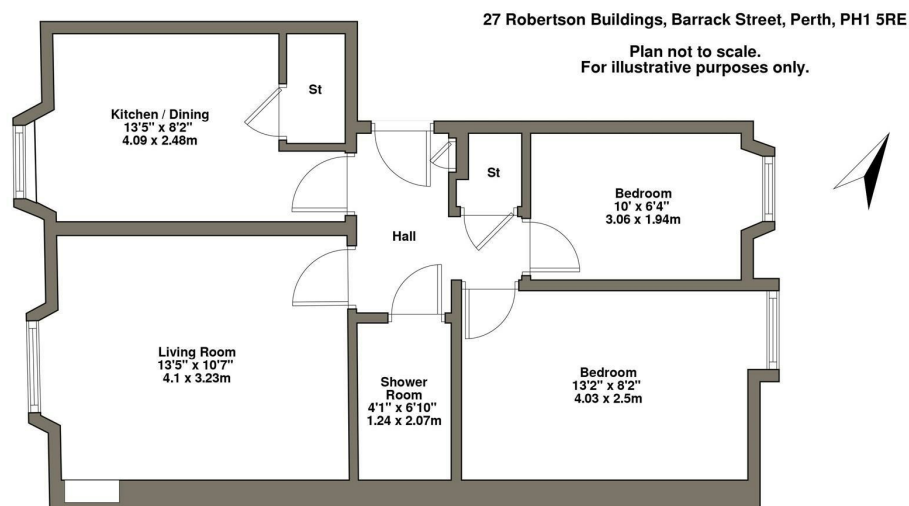 27 Robertson Buildings, Barrack Street, Perth, PH1 5RE
Plan not to scale.
For illustrative purposes only.
Kitchen / Dining
13'5" x 8'2"
4.09 x 2.48m
St
St
Bedroom
10' x 6'4"
3.06 x 1.94m
Hall
Living Room
13'5" x 10'7"
4.1 x 3.23m
Shower
Room
4'1" x 6'10"
1.24 x 2.07m
Bedroom
13'2" x 8'2"
4.03 x 2.5m